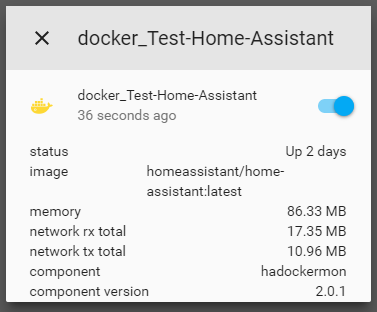 docker_Test-Home-Assistant
docker_Test-Home-Assistant
36 seconds ago
status Up 2 days
image homeassistant/home-
assistant:latest
memory 86.33 MB
network rx total 17.35 MB
network tx total 10.96 MB
component hadockermon
component version 2.0.1